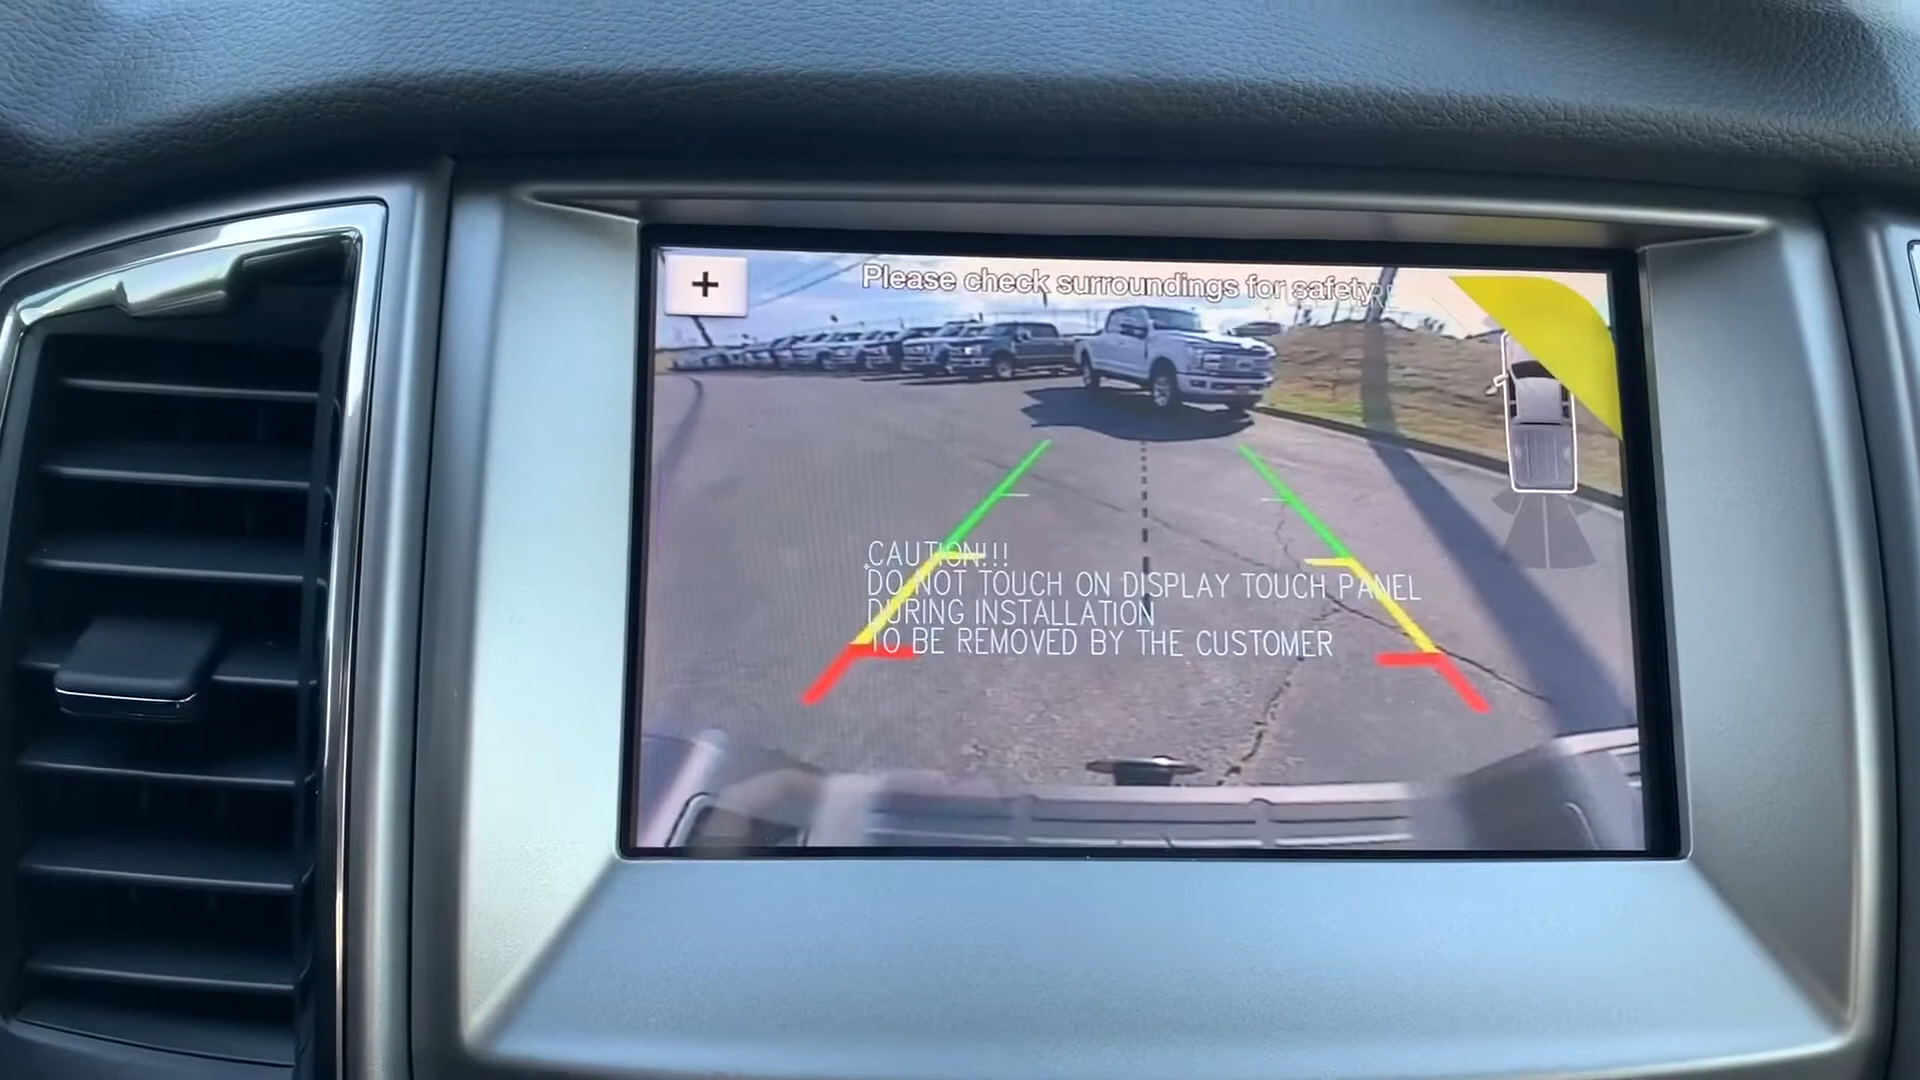 +
Please check surroundings for safety
CAUTION!!!
DO NOT TOUCH ON DISPLAY TOUCH PANEL
DURING INSTALLATION
TO BE REMOVED BY THE CUSTOMER